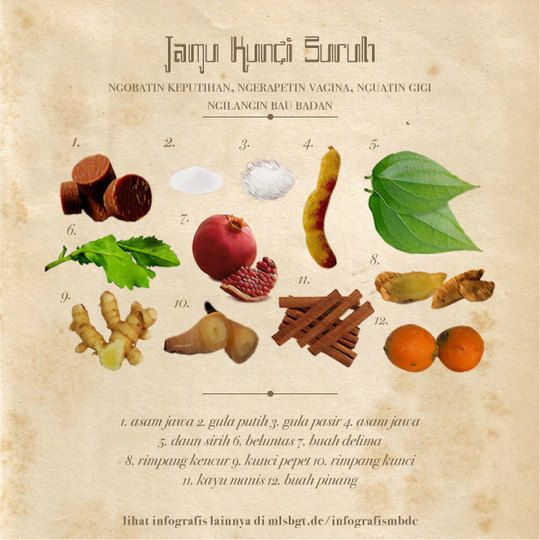 Jamu Kunci Suruh
NGOBATIN KEPUTIHAN, NGERAPETIN VAGINA, NGUATIN GIGI
NGILANGIN BAU BADAN
1.
2.
3.
4.
5.
6.
7.
8.
9.
10.
11.
12.
1. asam jawa 2. gula putih 3. gula pasir 4. asam jawa
5. daun sirih 6. beluntas 7. buah delima
8. rimpang kencur 9. kunci pepet 10. rimpang kunci
11. kayu manis 12. buah pinang
lihat infografis lainnya di mlsbgt.de/infografismbdc